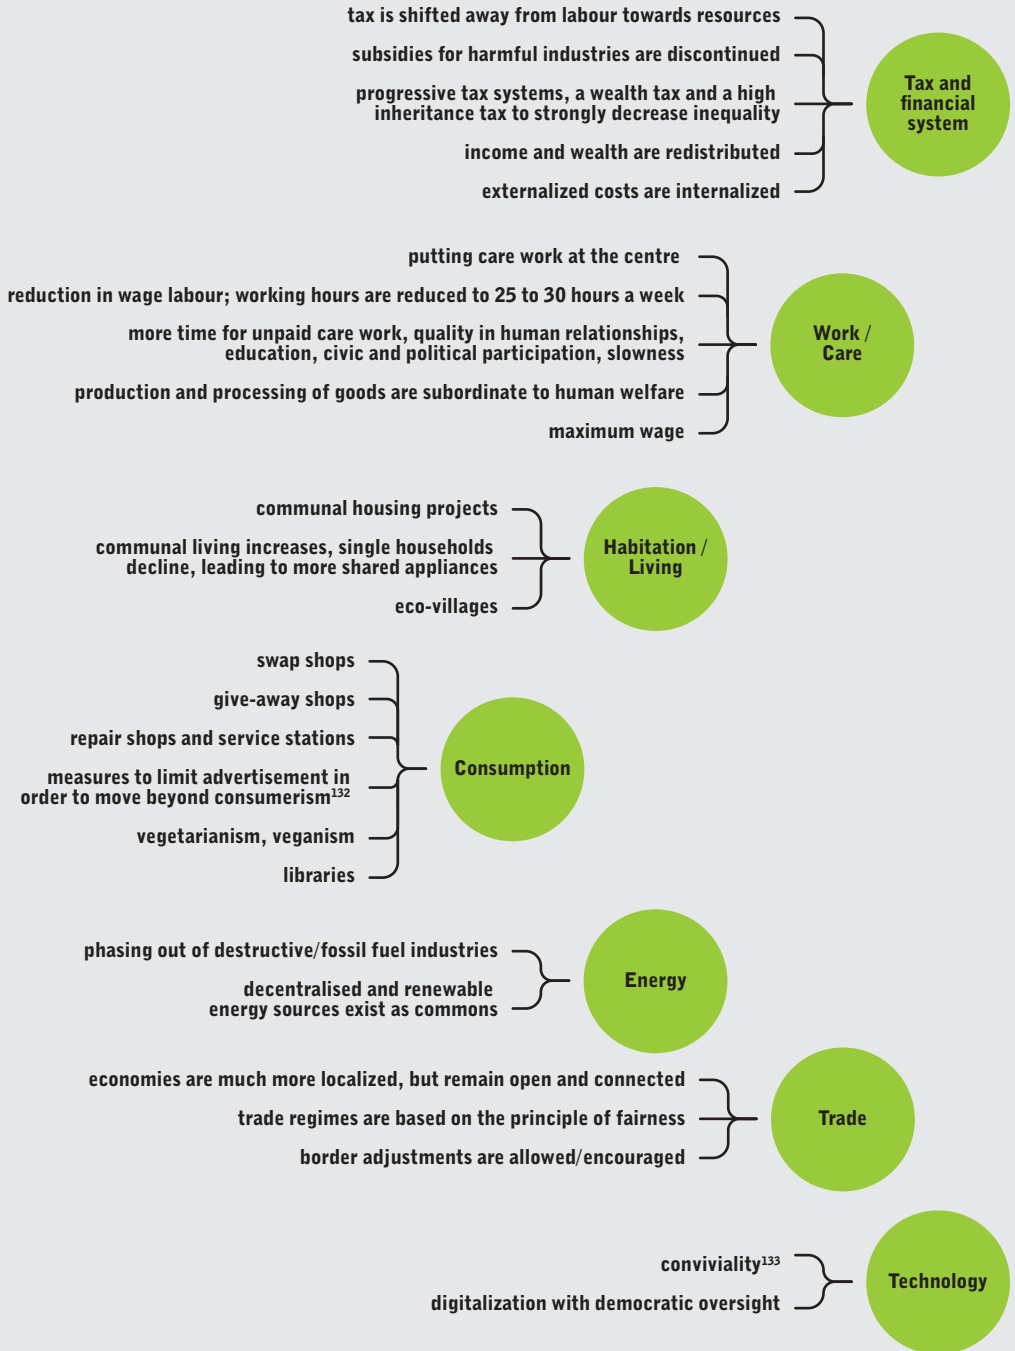 tax is shifted away from labour towards resources
subsidies for harmful industries are discontinued
progressive tax systems, a wealth tax and a high
inheritance tax to strongly decrease inequality
income and wealth are redistributed
externalized costs are internalized
Tax and
financial
system
putting care work at the centre
reduction in wage labour; working hours are reduced to 25 to 30 hours a week
more time for unpaid care work, quality in human relationships,
education, civic and political participation, slowness
production and processing of goods are subordinate to human welfare
maximum wage
Work /
Care
communal housing projects
communal living increases, single households
decline, leading to more shared appliances
eco-villages
Habitation /
Living
swap shops
give-away shops
repair shops and service stations
measures to limit advertisement in
order to move beyond consumerism¹³²
vegetarianism, veganism
libraries
Consumption
phasing out of destructive/fossil fuel industries
decentralised and renewable
energy sources exist as commons
Energy
economies are much more localized, but remain open and connected
trade regimes are based on the principle of fairness
border adjustments are allowed/encouraged
Trade
conviviality¹³³
digitalization with democratic oversight
Technology